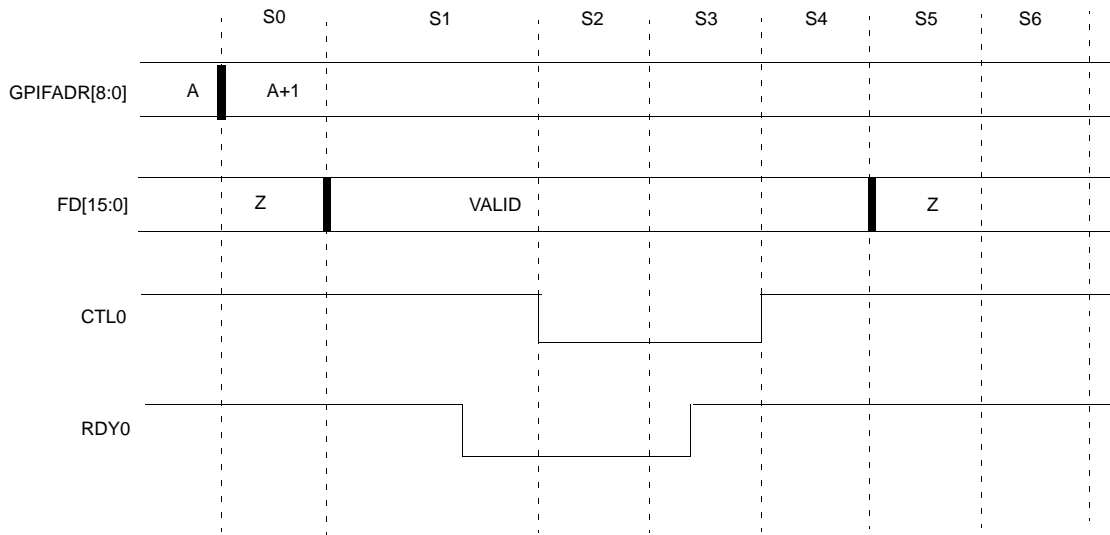 S0 S1 S2 S3 S4 S5 S6
GPIFADR[8:0] A A+1
FD[15:0] Z VALID Z
CTL0
RDY0